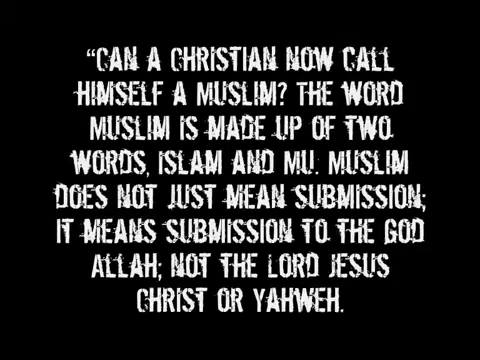 “CAN A CHRISTIAN NOW CALL
HIMSELF A MUSLIM? THE WORD
MUSLIM IS MADE UP OF TWO
WORDS, ISLAM AND MU. MUSLIM
DOES NOT JUST MEAN SUBMISSION;
IT MEANS SUBMISSION TO THE GOD
ALLAH; NOT THE LORD JESUS
CHRIST OR YAHWEH.